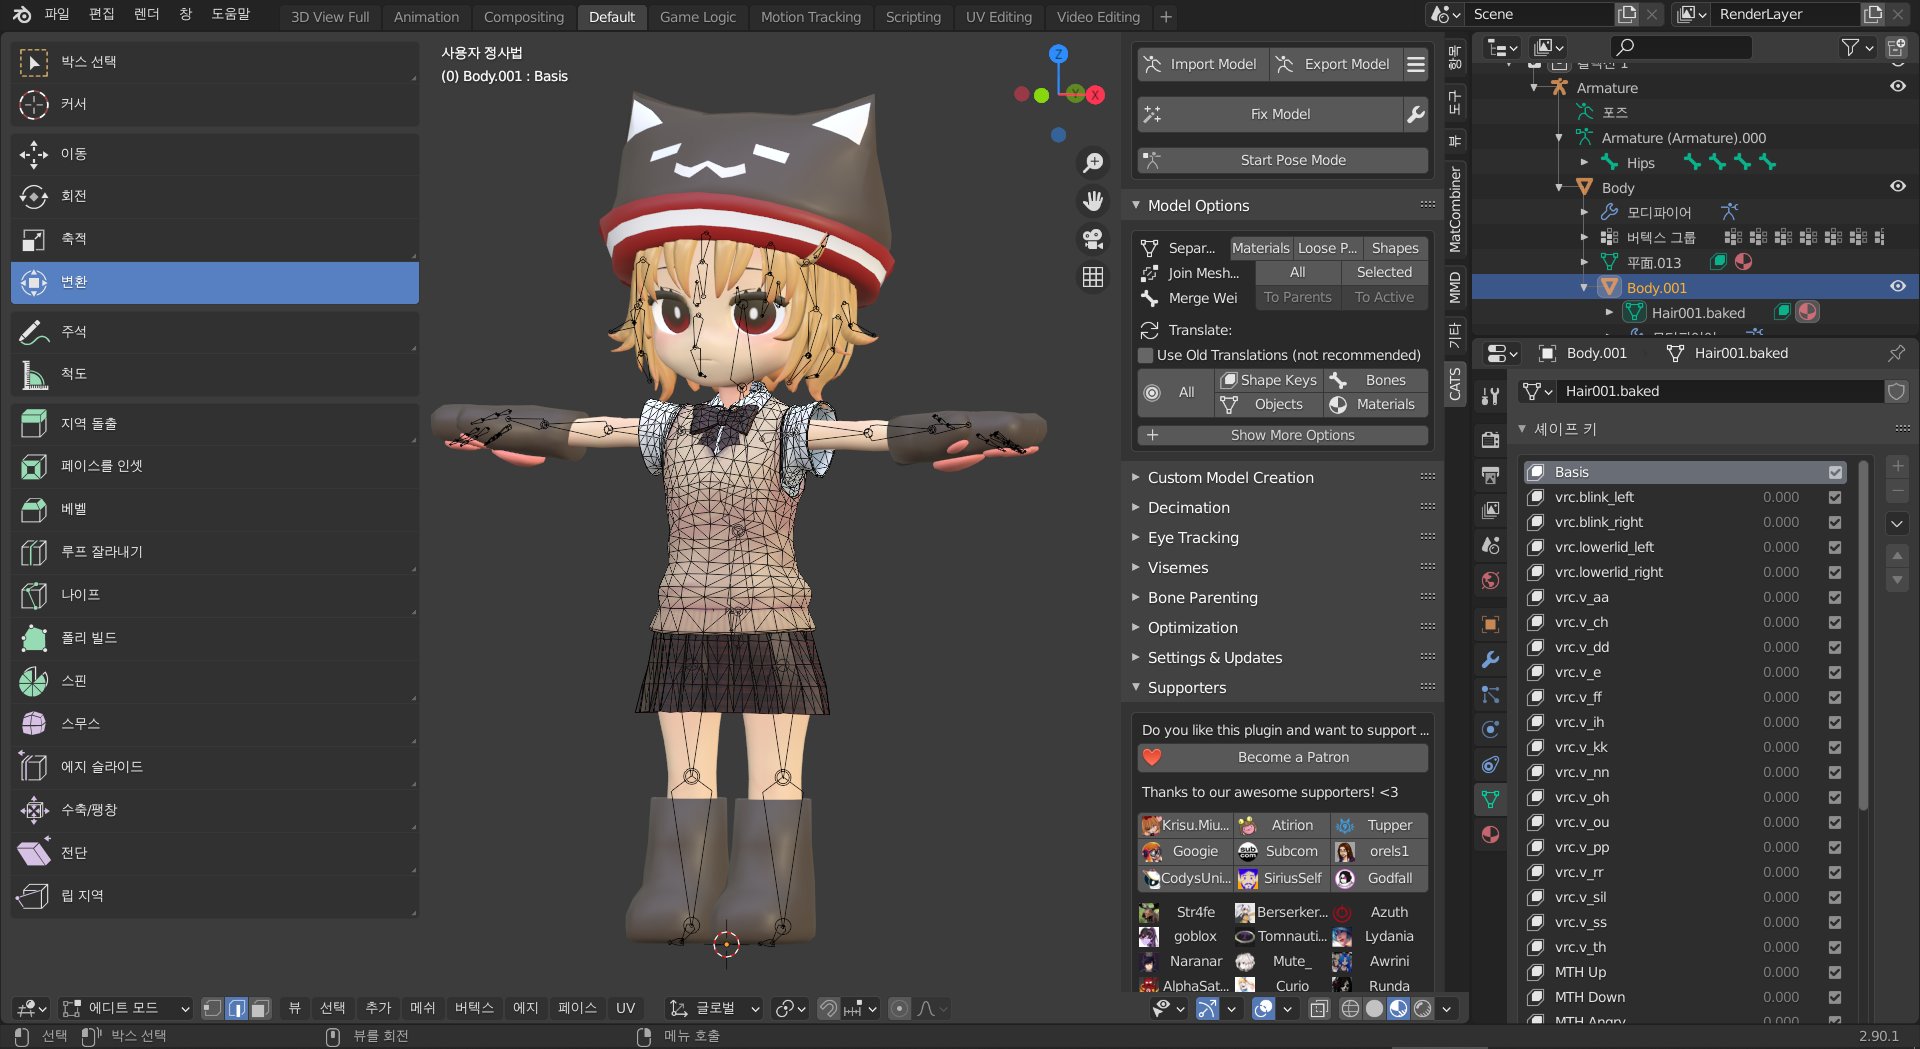 파일 편집 렌더 창 도움말 3D View Full Animation Compositing Default Game Logic Motion Tracking Scripting UV Editing Video Editing + Scene RenderLayer
박스 선택
커서
이동
회전
축적
변환
주석
척도
지역 돌출
페이스를 인셋
베벨
루프 잘라내기
나이프
폴리 빌드
스핀
스무스
에지 슬라이드
수축/팽창
전단
립 지역
사용자 정사법
(0) Body.001 : Basis
Z
Y
X
Import Model Export Model
Fix Model
Start Pose Mode
Model Options
Separ... Materials Loose P... Shapes
Join Mesh... All Selected
Merge Wei To Parents To Active
Translate:
Use Old Translations (not recommended)
All Shape Keys Bones
Objects Materials
Show More Options
Custom Model Creation
Decimation
Eye Tracking
Visemes
Bone Parenting
Optimization
Settings & Updates
Supporters
Do you like this plugin and want to support ...
Become a Patron
Thanks to our awesome supporters! <3
Krisu.Miu... Atirion Tupper
Googie Subcom orels1
CodysUni... SiriusSelf Godfall
Str4fe Berserker... Azuth
goblox Tomnauti... Lydania
Naranar Mute_ Awrini
AlphaSat... Curio Runda
항목
도구
뷰
MatCombiner
MMD
기타
CATS
컬렉션 1
Armature
포즈
Armature (Armature).000
Hips
Body
모디파이어
버텍스 그룹
平面.013
Body.001
Hair001.baked
모디파이어
Body.001 Hair001.baked
Hair001.baked
셰이프 키
Basis
vrc.blink_left 0.000
vrc.blink_right 0.000
vrc.lowerlid_left 0.000
vrc.lowerlid_right 0.000
vrc.v_aa 0.000
vrc.v_ch 0.000
vrc.v_dd 0.000
vrc.v_e 0.000
vrc.v_ff 0.000
vrc.v_ih 0.000
vrc.v_kk 0.000
vrc.v_nn 0.000
vrc.v_oh 0.000
vrc.v_ou 0.000
vrc.v_pp 0.000
vrc.v_rr 0.000
vrc.v_sil 0.000
vrc.v_ss 0.000
vrc.v_th 0.000
MTH Up 0.000
MTH Down 0.000
MTH Angry
에디트 모드 뷰 선택 추가 메쉬 버텍스 에지 페이스 UV 글로벌
선택 박스 선택 뷰를 회전 메뉴 호출 2.90.1